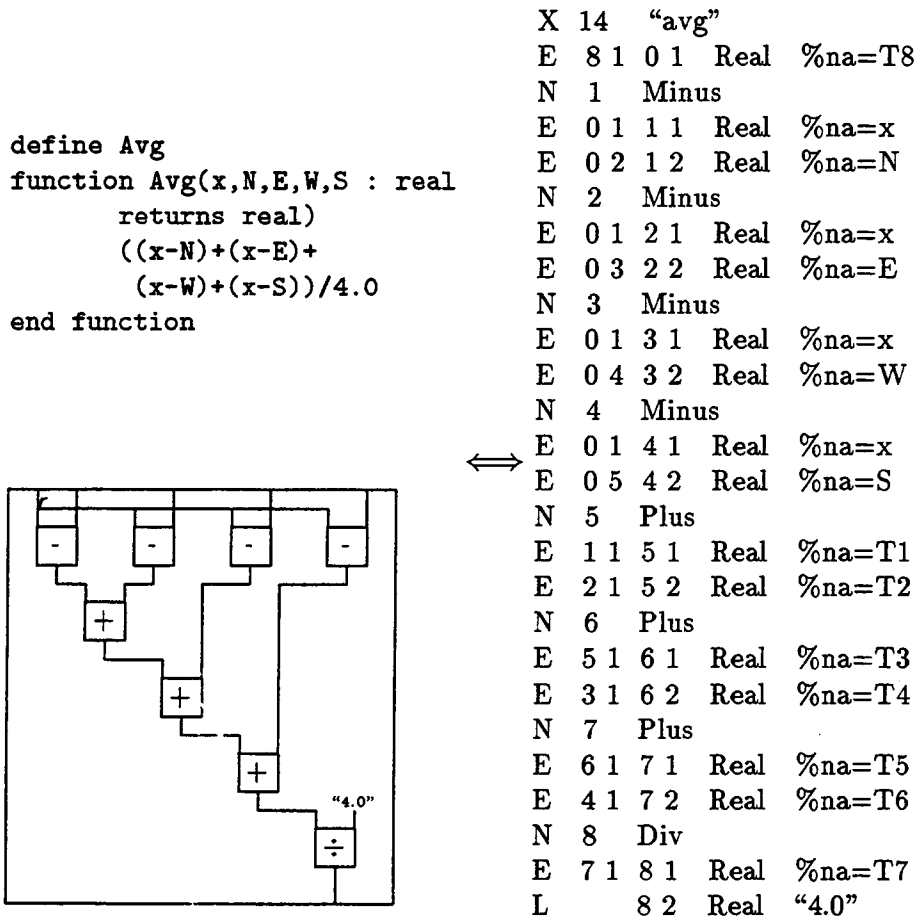 define Avg
function Avg(x,N,E,W,S : real
returns real)
((x-N)+(x-E)+
(x-W)+(x-S))/4.0
end function
- - - -
+
+
+
"4.0"
÷
⟺
X 14 "avg"
E 8 1 0 1 Real %na=T8
N 1 Minus
E 0 1 1 1 Real %na=x
E 0 2 1 2 Real %na=N
N 2 Minus
E 0 1 2 1 Real %na=x
E 0 3 2 2 Real %na=E
N 3 Minus
E 0 1 3 1 Real %na=x
E 0 4 3 2 Real %na=W
N 4 Minus
E 0 1 4 1 Real %na=x
E 0 5 4 2 Real %na=S
N 5 Plus
E 1 1 5 1 Real %na=T1
E 2 1 5 2 Real %na=T2
N 6 Plus
E 5 1 6 1 Real %na=T3
E 3 1 6 2 Real %na=T4
N 7 Plus
E 6 1 7 1 Real %na=T5
E 4 1 7 2 Real %na=T6
N 8 Div
E 7 1 8 1 Real %na=T7
L 8 2 Real "4.0"